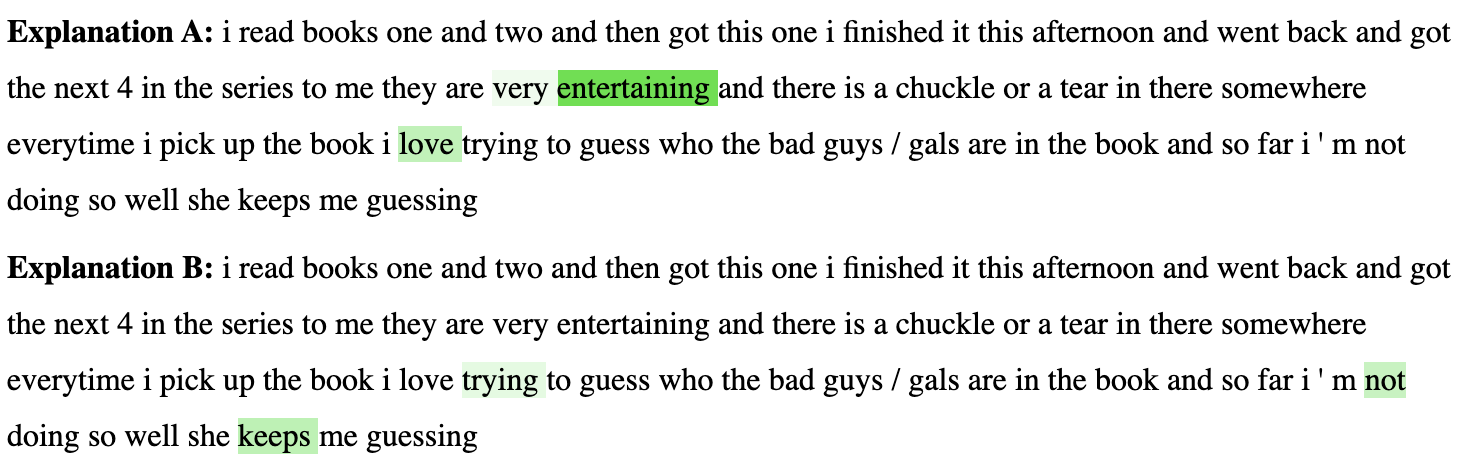 Explanation A: i read books one and two and then got this one i finished it this afternoon and went back and got
the next 4 in the series to me they are very entertaining and there is a chuckle or a tear in there somewhere
everytime i pick up the book i love trying to guess who the bad guys / gals are in the book and so far i ' m not
doing so well she keeps me guessing
Explanation B: i read books one and two and then got this one i finished it this afternoon and went back and got
the next 4 in the series to me they are very entertaining and there is a chuckle or a tear in there somewhere
everytime i pick up the book i love trying to guess who the bad guys / gals are in the book and so far i ' m not
doing so well she keeps me guessing